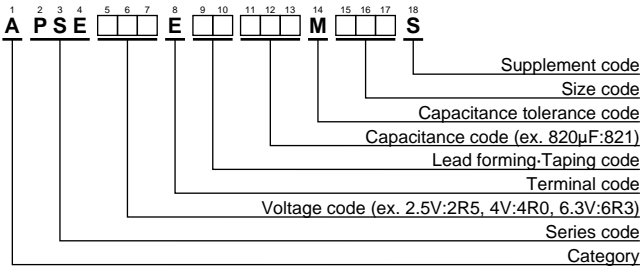 1 2 3 4 5 6 7 8 9 10 11 12 13 14 15 16 17 18
A P S E □□□ E □□ □□□ M □□□ S
Supplement code
Size code
Capacitance tolerance code
Capacitance code (ex. 820μF:821)
Lead forming·Taping code
Terminal code
Voltage code (ex. 2.5V:2R5, 4V:4R0, 6.3V:6R3)
Series code
Category